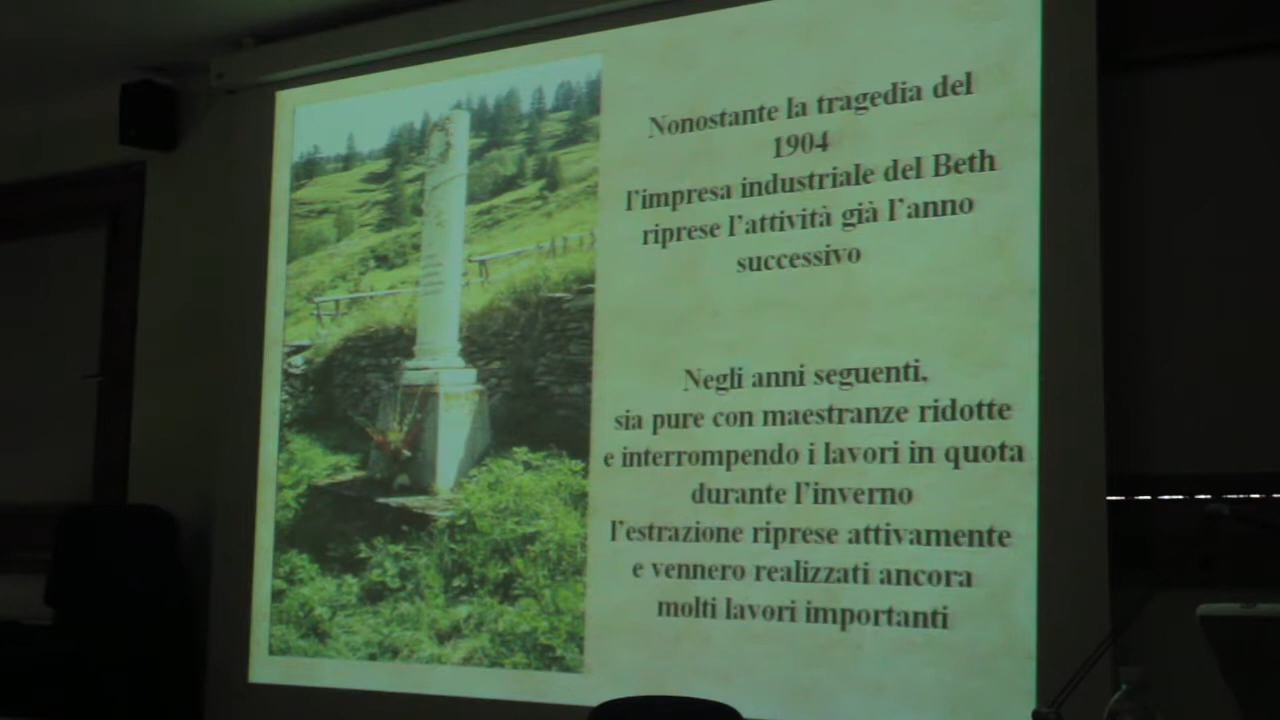 Nonostante la tragedia del
1904
l'impresa industriale del Beth
riprese l'attività già l'anno
successivo
Negli anni seguenti,
sia pure con maestranze ridotte
e interrompendo i lavori in quota
durante l'inverno
l'estrazione riprese attivamente
e vennero realizzati ancora
molti lavori importanti